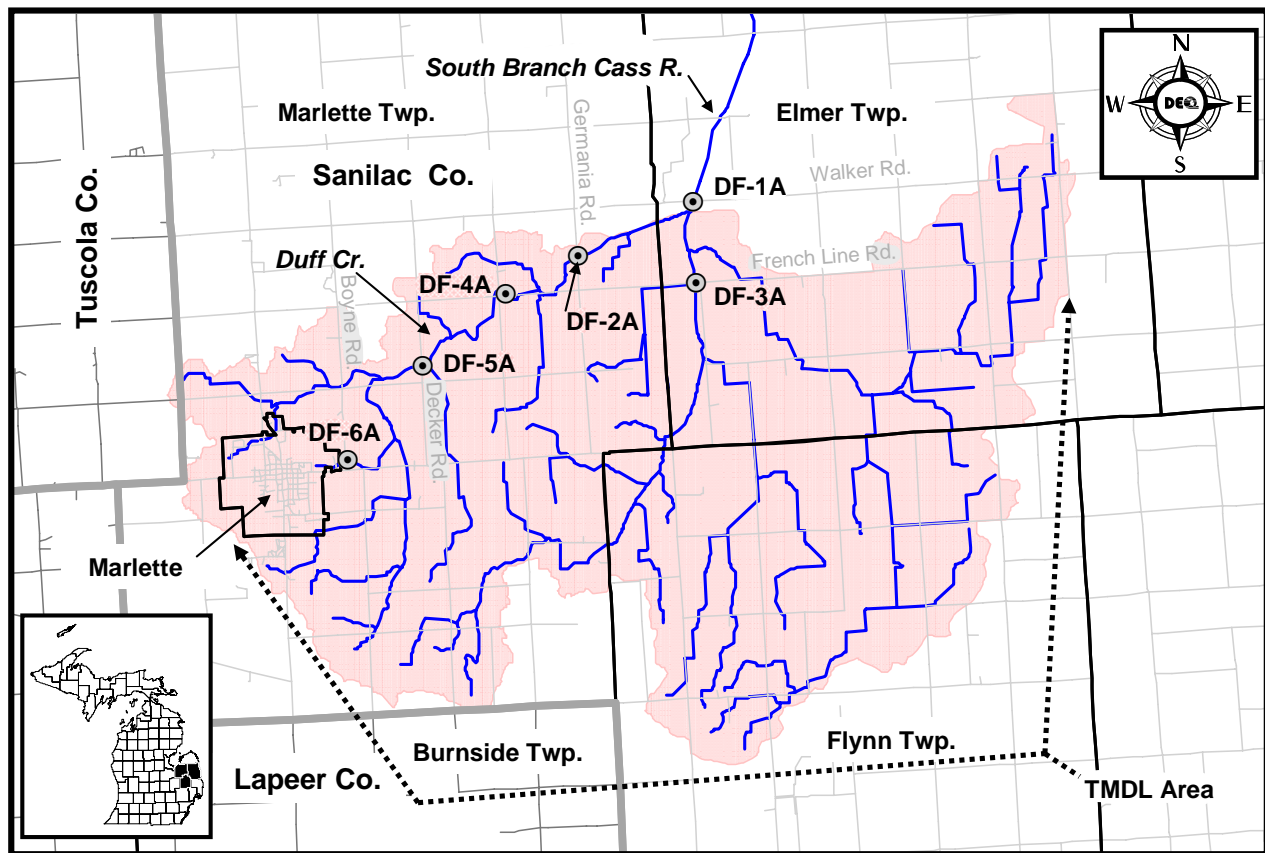 South Branch Cass R.
N
W
DEQ
E
S
Marlette Twp.
Germania Rd.
Elmer Twp.
Sanilac Co.
Walker Rd.
DF-1A
Tuscola Co.
Duff Cr.
French Line Rd.
DF-4A
DF-3A
Boyne Rd.
DF-2A
DF-5A
Decker Rd.
DF-6A
Marlette
Burnside Twp.
Flynn Twp.
Lapeer Co.
TMDL Area